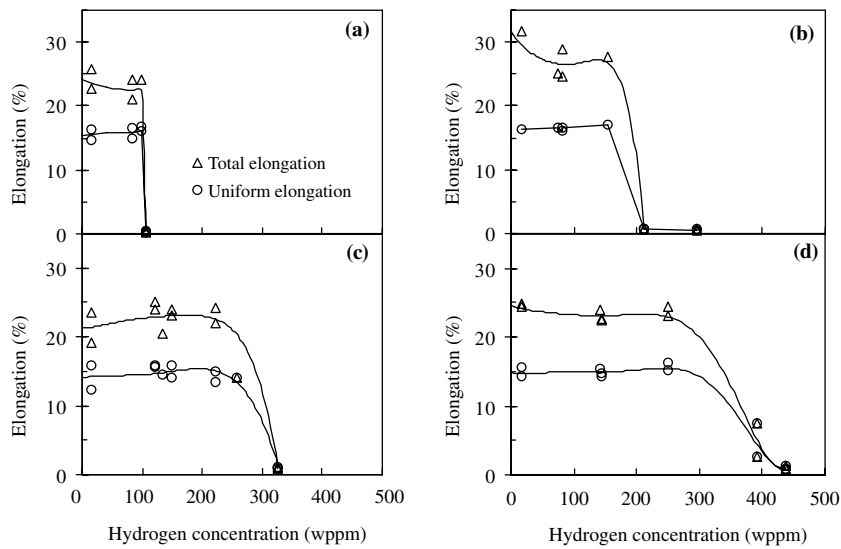 (a)
30
20
10
0
Elongation (%)
Total elongation
Uniform elongation
(b)
30
20
10
0
Elongation (%)
(c)
30
20
10
0
Elongation (%)
0 100 200 300 400 500
Hydrogen concentration (wppm)
(d)
30
20
10
0
Elongation (%)
0 100 200 300 400 500
Hydrogen concentration (wppm)